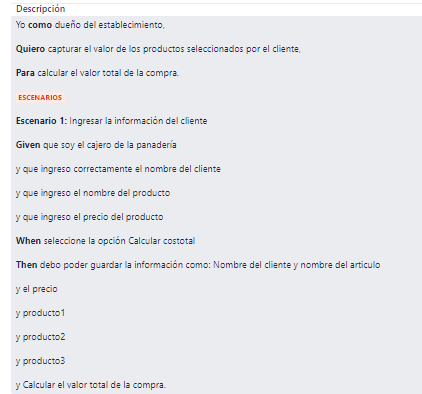 Descripción
Yo como dueño del establecimiento,
Quiero capturar el valor de los productos seleccionados por el cliente,
Para calcular el valor total de la compra.
ESCENARIOS
Escenario 1: Ingresar la información del cliente
Given que soy el cajero de la panadería
y que ingreso correctamente el nombre del cliente
y que ingreso el nombre del producto
y que ingreso el precio del producto
When seleccione la opción Calcular costotal
Then debo poder guardar la información como: Nombre del cliente y nombre del articulo
y el precio
y producto1
y producto2
y producto3
y Calcular el valor total de la compra.